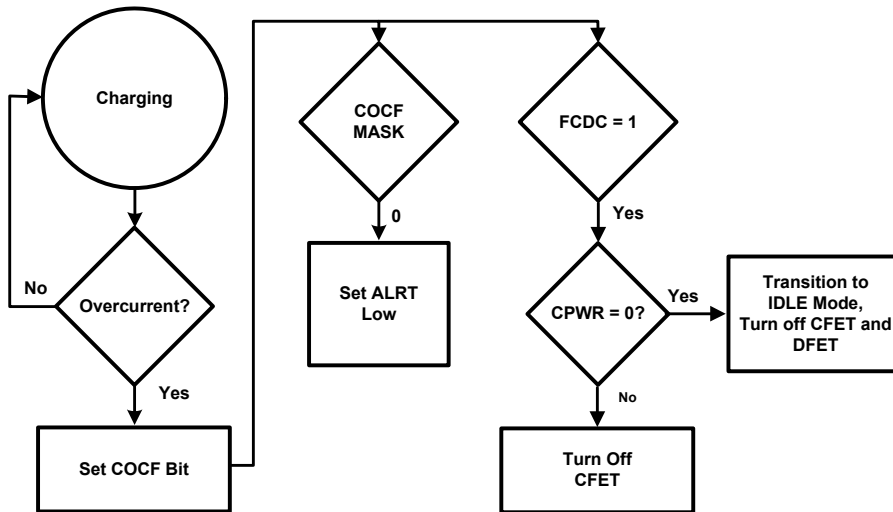 Charging
Overcurrent?
No
Yes
Set COCF Bit
COCF
MASK
0
Set ALRT
Low
FCDC = 1
Yes
CPWR = 0?
Yes
Transition to
IDLE Mode,
Turn off CFET and
DFET
No
Turn Off
CFET